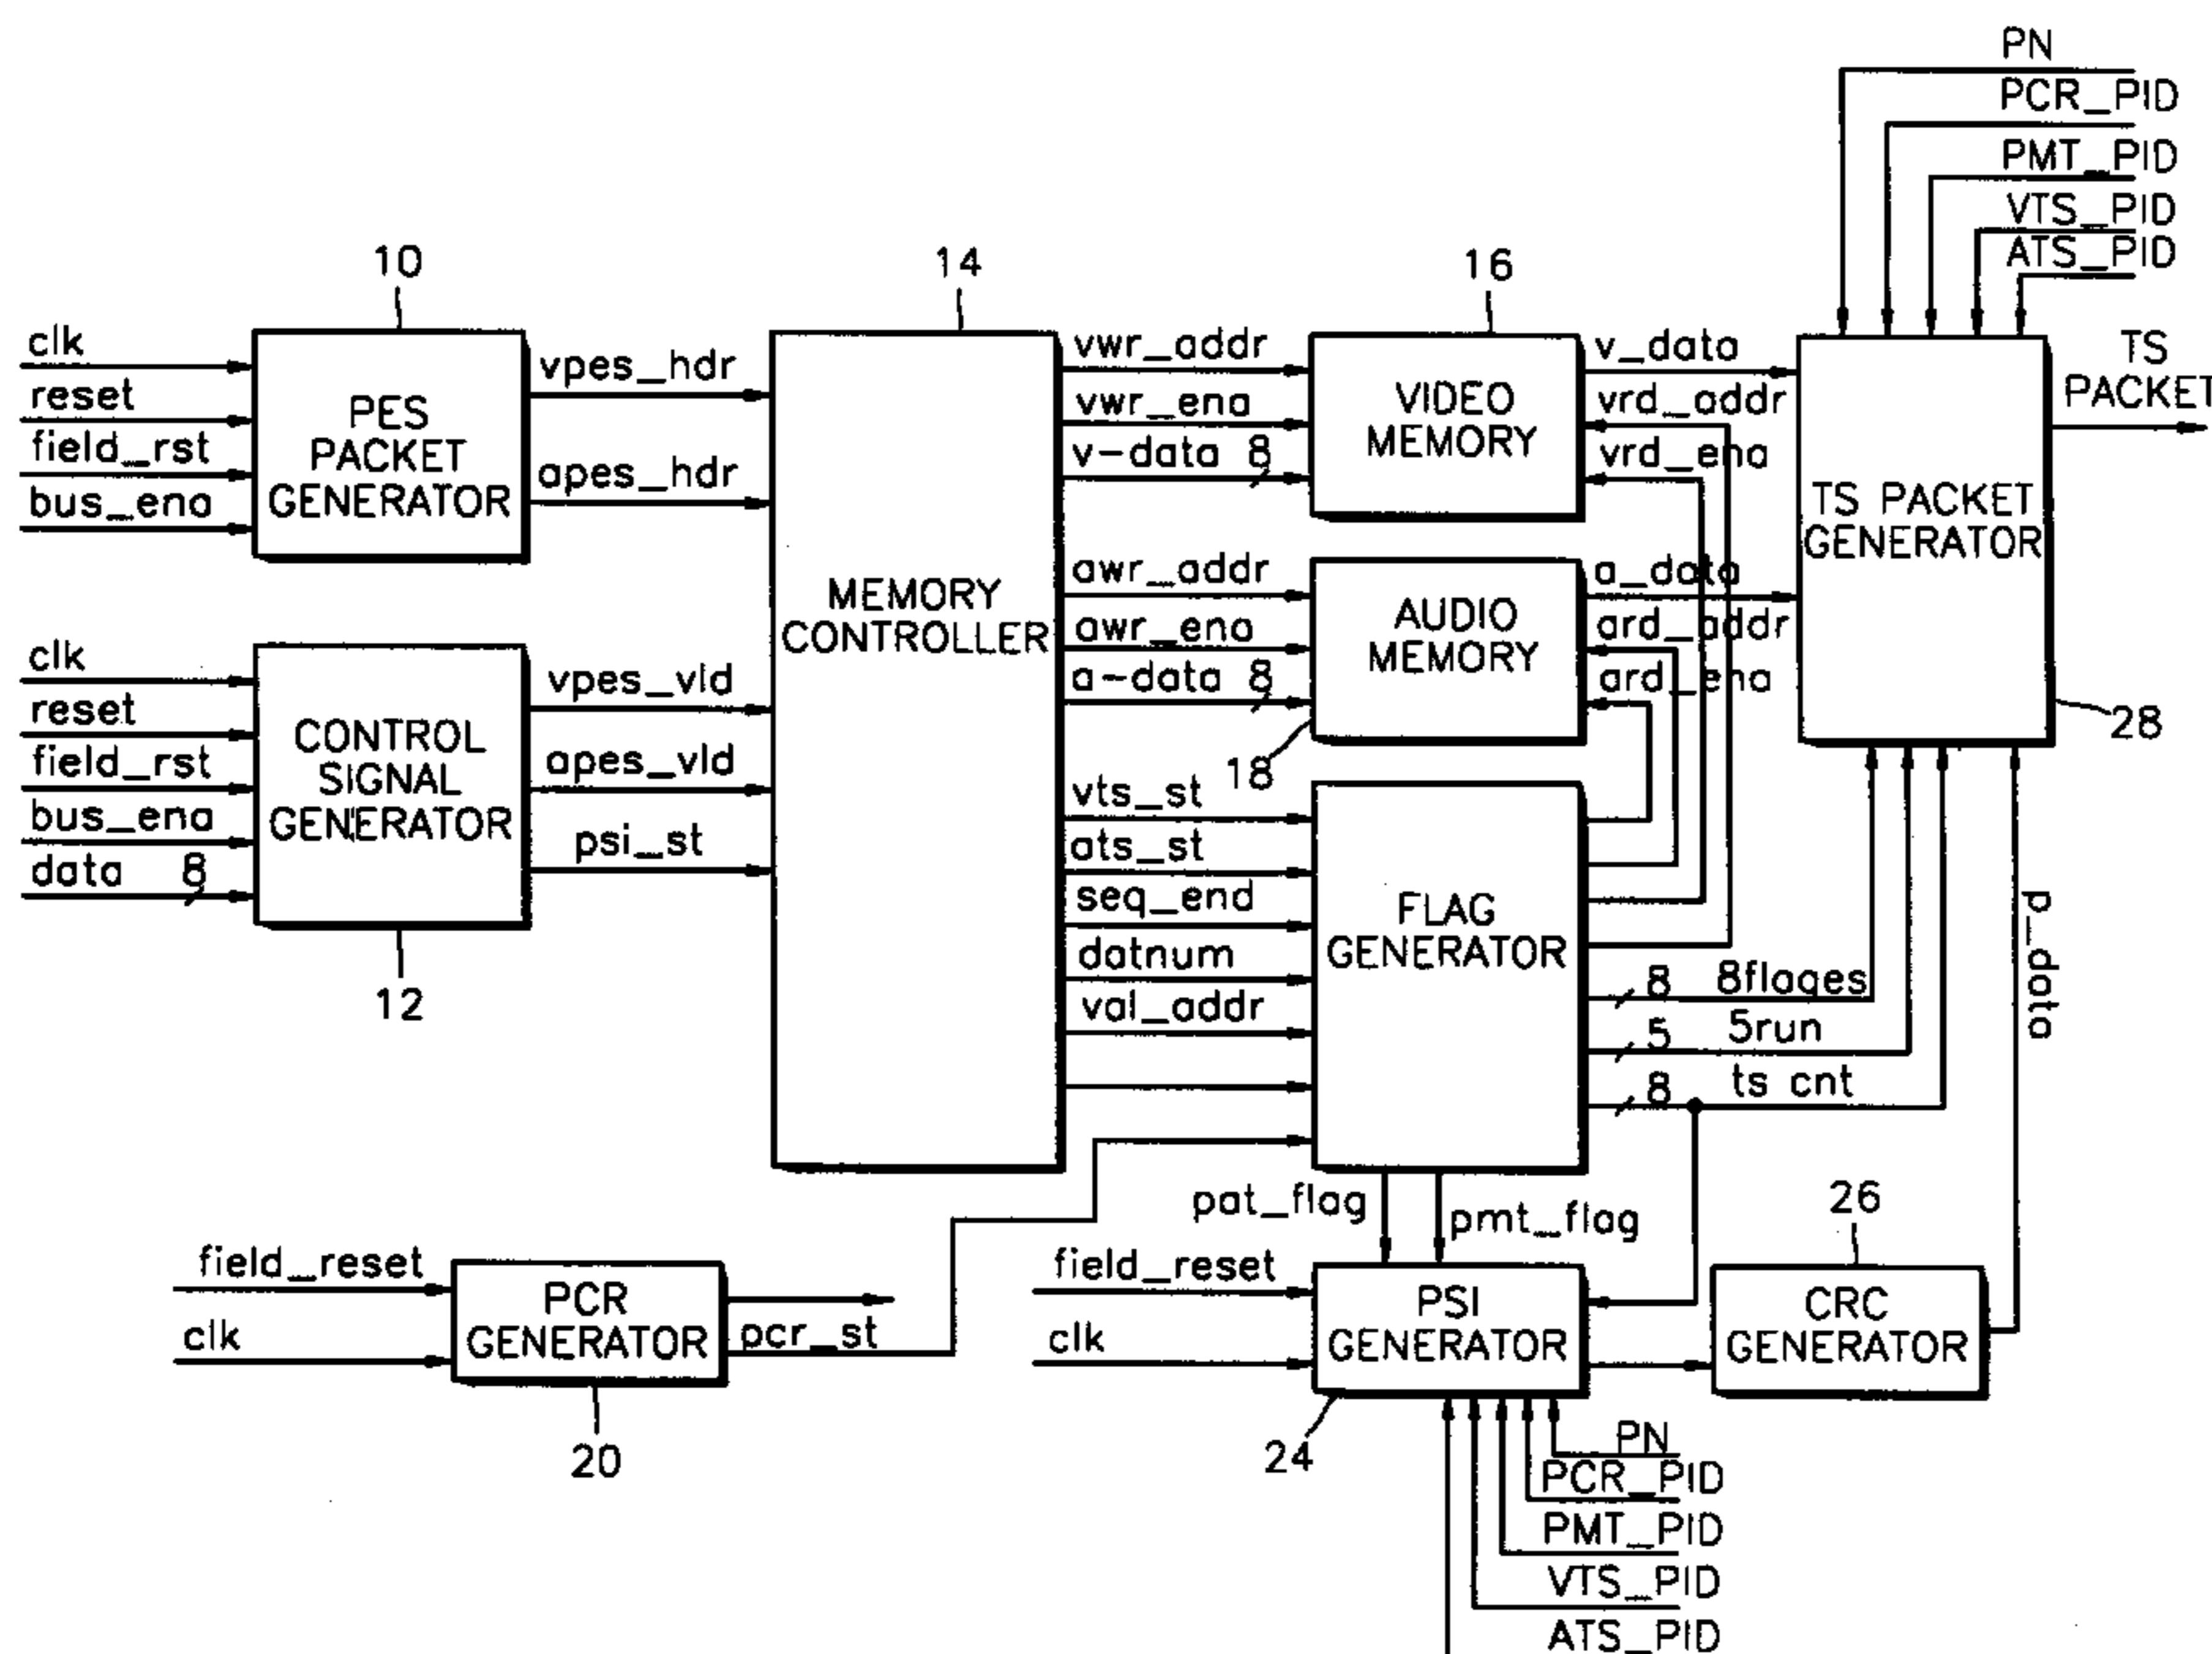 PN
PCR_PID
PMT_PID
VTS_PID
ATS_PID
10
14
16
clk
reset
field_rst
bus_ena
PES
PACKET
GENERATOR
vpes_hdr
apes_hdr
MEMORY
CONTROLLER
vwr_addr
vwr_ena
v-data 8
VIDEO
MEMORY
v_data
vrd_addr
vrd_ena
TS PACKET
GENERATOR
TS
PACKET
28
awr_addr
awr_ena
a-data 8
AUDIO
MEMORY
18
a_data
ard_addr
ard_ena
clk
reset
field_rst
bus_ena
data 8
CONTROL
SIGNAL
GENERATOR
12
vpes_vld
apes_vld
psi_st
vts_st
ats_st
seq_end
datnum
val_addr
FLAG
GENERATOR
8 8flages
5 5run
8 ts cnt
p_data
pat_flag
pmt_flag
field_reset
clk
PCR
GENERATOR
20
pcr_st
field_reset
clk
PSI
GENERATOR
24
26
CRC
GENERATOR
PN
PCR_PID
PMT_PID
VTS_PID
ATS_PID